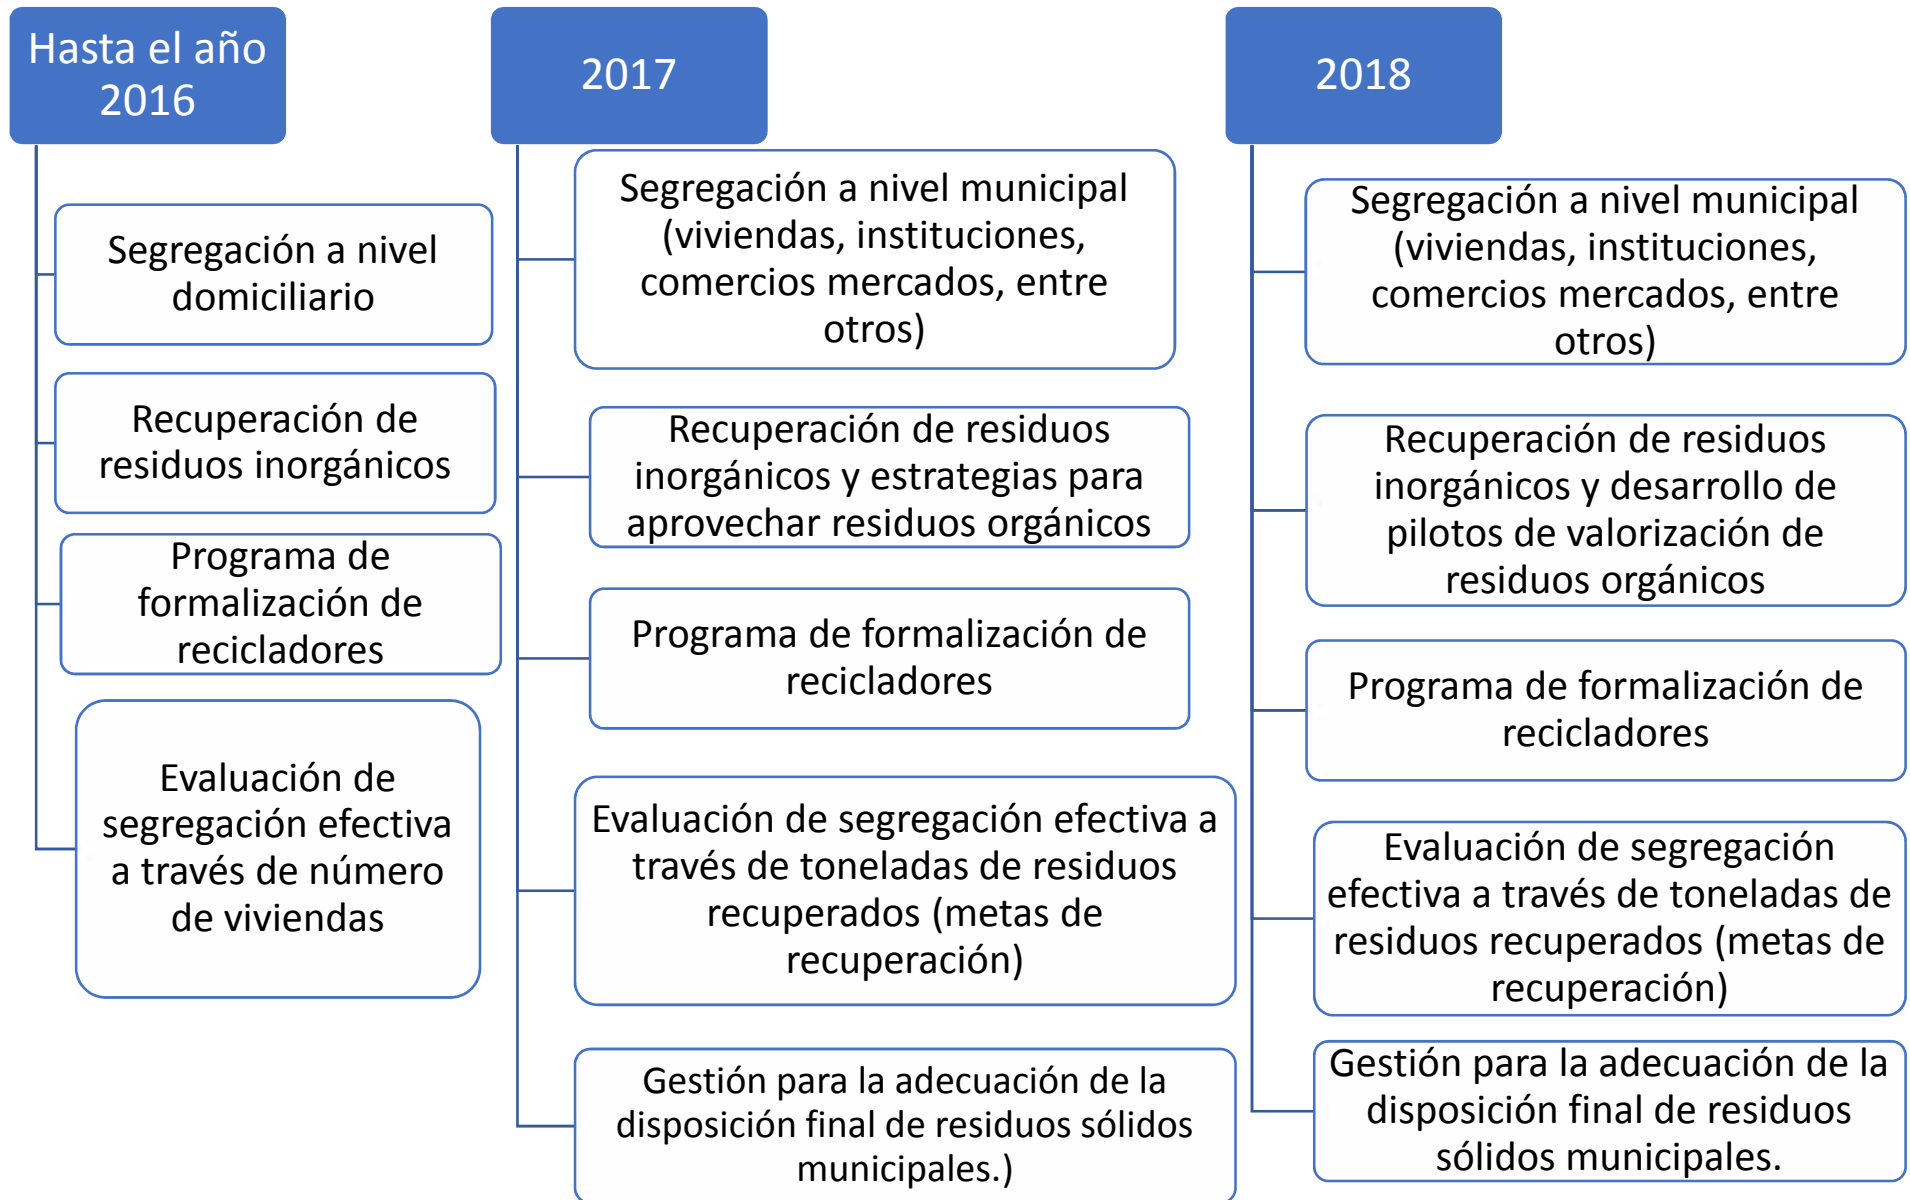 Hasta el año
2016
Segregación a nivel
domiciliario
Recuperación de
residuos inorgánicos
Programa de
formalización de
recicladores
Evaluación de
segregación efectiva
a través de número
de viviendas
2017
Segregación a nivel municipal
(viviendas, instituciones,
comercios mercados, entre
otros)
Recuperación de residuos
inorgánicos y estrategias para
aprovechar residuos orgánicos
Programa de formalización de
recicladores
Evaluación de segregación efectiva a
través de toneladas de residuos
recuperados (metas de
recuperación)
Gestión para la adecuación de la
disposición final de residuos sólidos
municipales.)
2018
Segregación a nivel municipal
(viviendas, instituciones,
comercios mercados, entre
otros)
Recuperación de residuos
inorgánicos y desarrollo de
pilotos de valorización de
residuos orgánicos
Programa de formalización de
recicladores
Evaluación de segregación
efectiva a través de toneladas de
residuos recuperados (metas de
recuperación)
Gestión para la adecuación de la
disposición final de residuos
sólidos municipales.